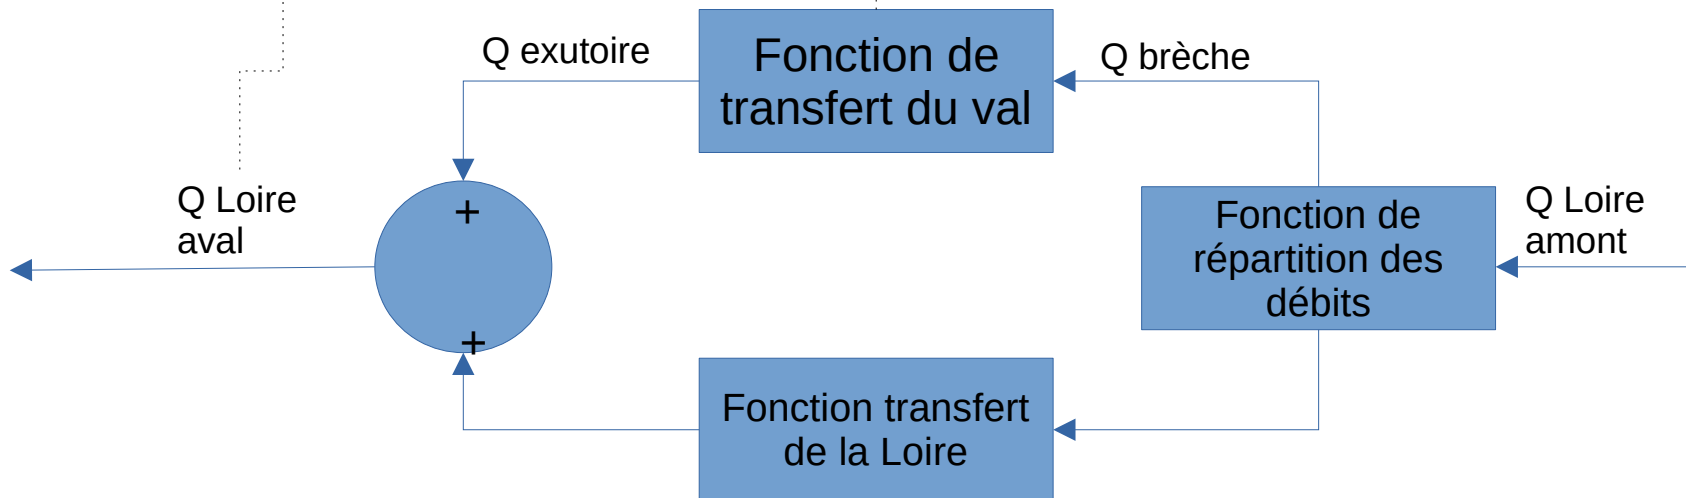 Q exutoire
Fonction de
transfert du val
Q brèche
Q Loire
aval
+
+
Fonction de
répartition des
débits
Q Loire
amont
Fonction transfert
de la Loire